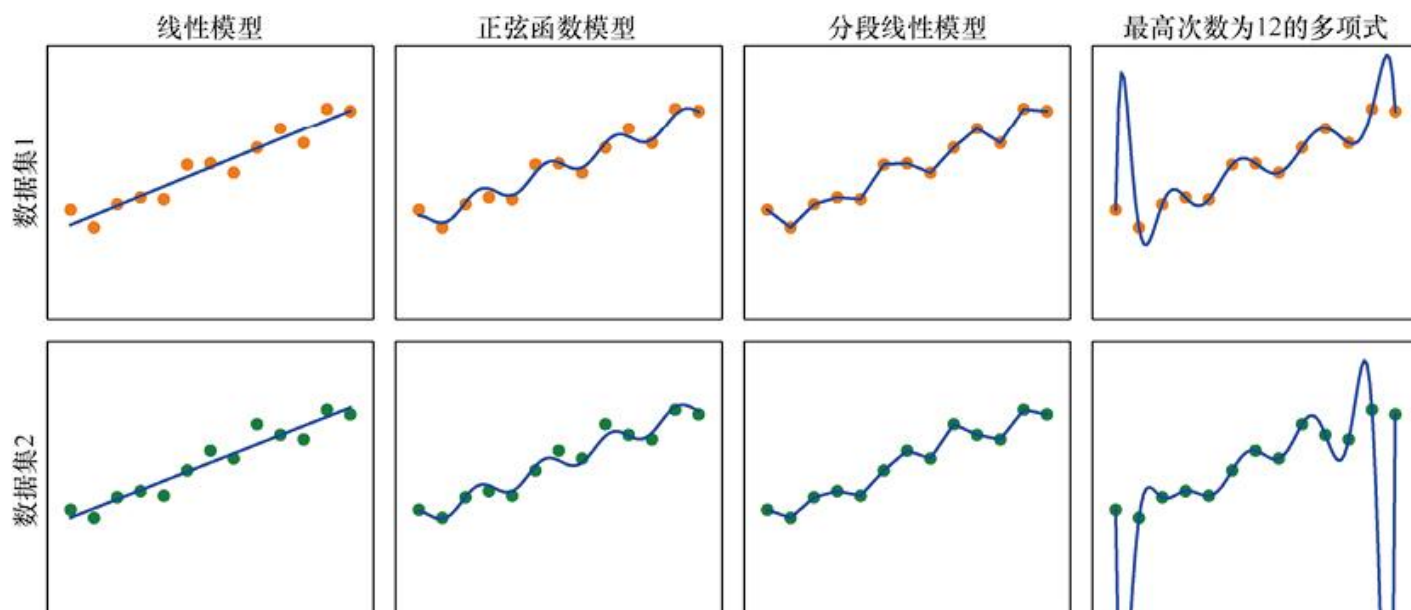 线性模型
正弦函数模型
分段线性模型
最高次数为12的多项式
数据集1
数据集2